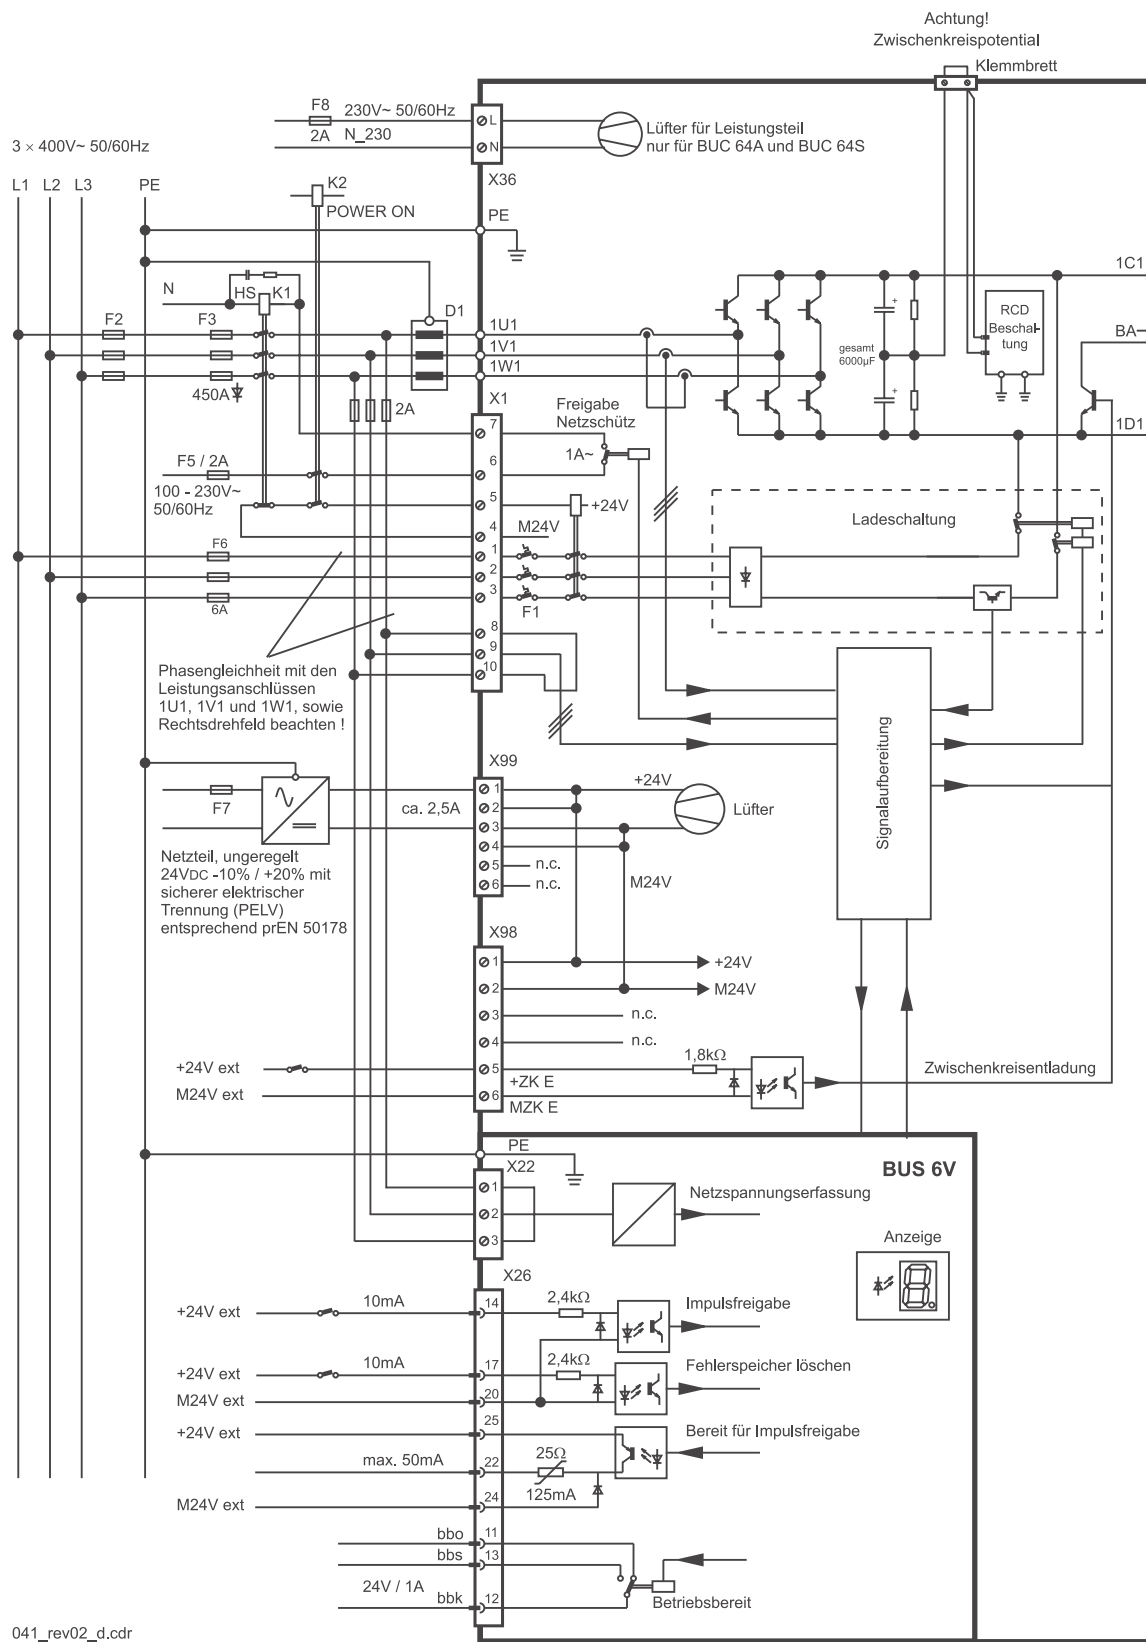 Achtung!
Zwischenkreispotential
Klemmbrett
F8
230V~ 50/60Hz
2A
N_230
L
N
Lüfter für Leistungsteil
nur für BUC 64A und BUC 64S
3 × 400V~ 50/60Hz
X36
L1
L2
L3
PE
K2
POWER ON
PE
1C1
N
HS
K1
D1
F2
F3
1U1
1V1
1W1
gesamt
6000µF
+
+
RCD
Beschal-
tung
BA
450A
2A
X1
Freigabe
Netzschütz
1A~
1D1
7
6
5
4
1
2
3
8
9
10
F5 / 2A
100 - 230V~
50/60Hz
+24V
M24V
F6
6A
F1
Ladeschaltung
Phasengleichheit mit den
Leistungsanschlüssen
1U1, 1V1 und 1W1, sowie
Rechtsdrehfeld beachten !
Signalaufbereitung
X99
1
2
3
4
5
6
F7
ca. 2,5A
+24V
Lüfter
n.c.
n.c.
M24V
Netzteil, ungeregelt
24VDC -10% / +20% mit
sicherer elektrischer
Trennung (PELV)
entsprechend prEN 50178
X98
1
2
3
4
5
6
+24V
M24V
n.c.
n.c.
+24V ext
M24V ext
+ZK E
MZK E
1,8kΩ
Zwischenkreisentladung
PE
X22
BUS 6V
1
2
3
Netzspannungserfassung
Anzeige
X26
+24V ext
10mA
14
2,4kΩ
Impulsfreigabe
+24V ext
10mA
17
2,4kΩ
Fehlerspeicher löschen
M24V ext
20
+24V ext
25
Bereit für Impulsfreigabe
max. 50mA
22
25Ω
125mA
M24V ext
24
bbo
11
bbs
13
24V / 1A
bbk
12
Betriebsbereit
041_rev02_d.cdr